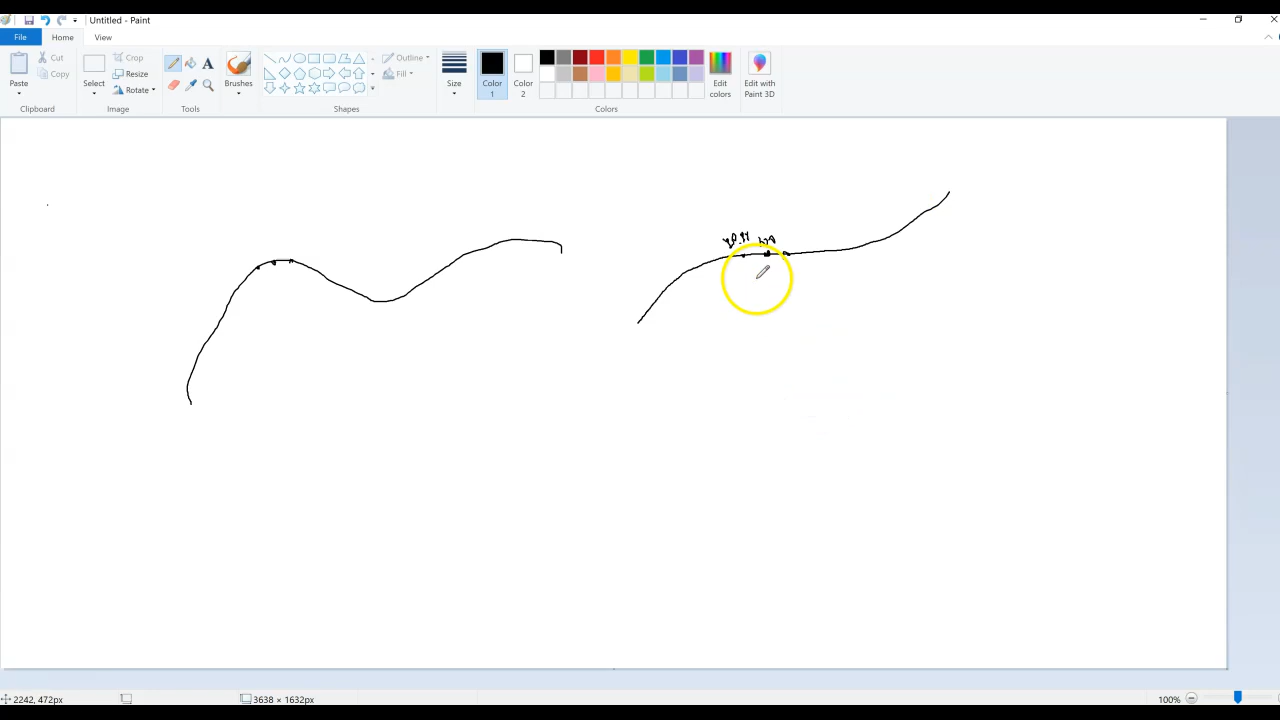 Untitled - Paint
File
Home
View
Paste
Cut
Copy
Clipboard
Select
Crop
Resize
Rotate
Image
Tools
Brushes
Shapes
Outline
Fill
Size
Color 1
Color 2
Colors
Edit colors
Edit with Paint 3D
2242, 472px
3638 × 1632px
100%